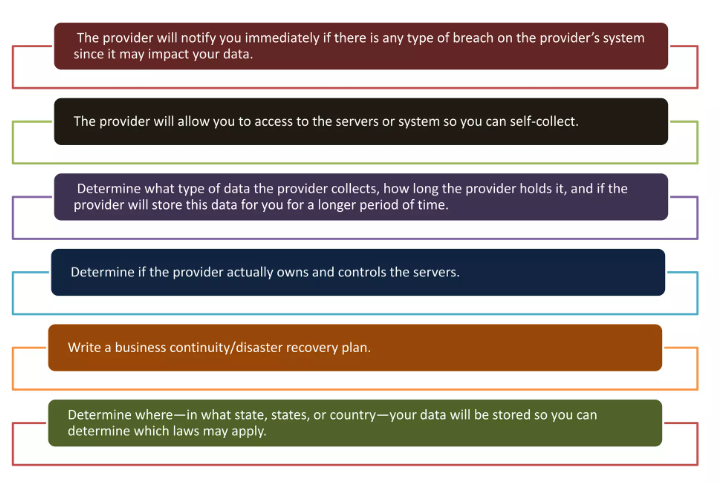 The provider will notify you immediately if there is any type of breach on the provider’s system
since it may impact your data.
The provider will allow you to access to the servers or system so you can self-collect.
Determine what type of data the provider collects, how long the provider holds it, and if the
provider will store this data for you for a longer period of time.
Determine if the provider actually owns and controls the servers.
Write a business continuity/disaster recovery plan.
Determine where—in what state, states, or country—your data will be stored so you can
determine which laws may apply.